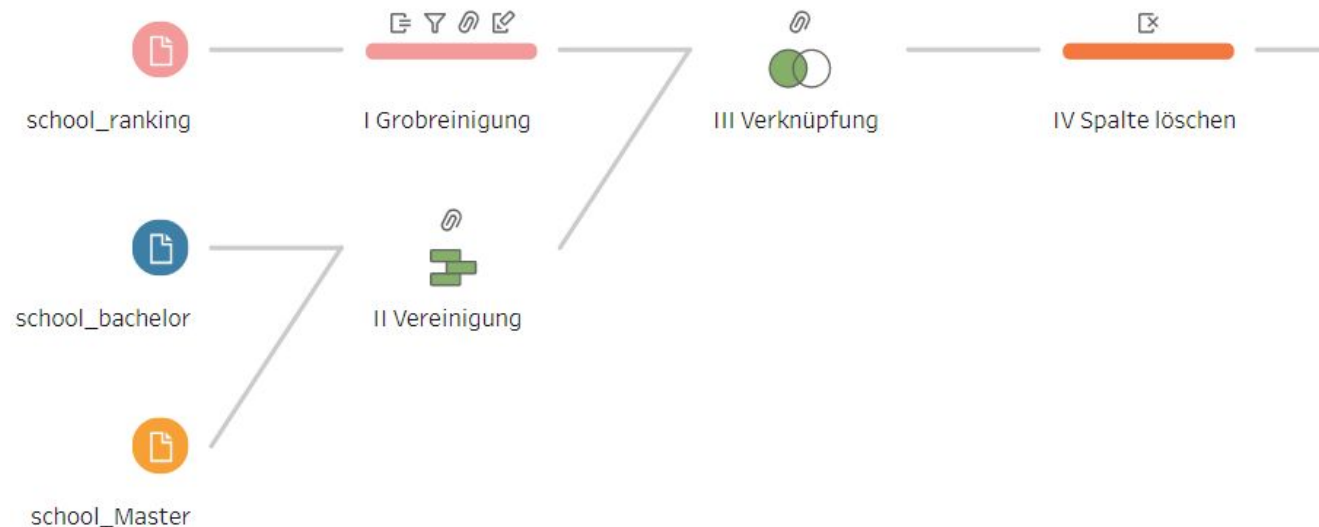 school_ranking
I Grobreinigung
III Verknüpfung
IV Spalte löschen
school_bachelor
II Vereinigung
school_Master